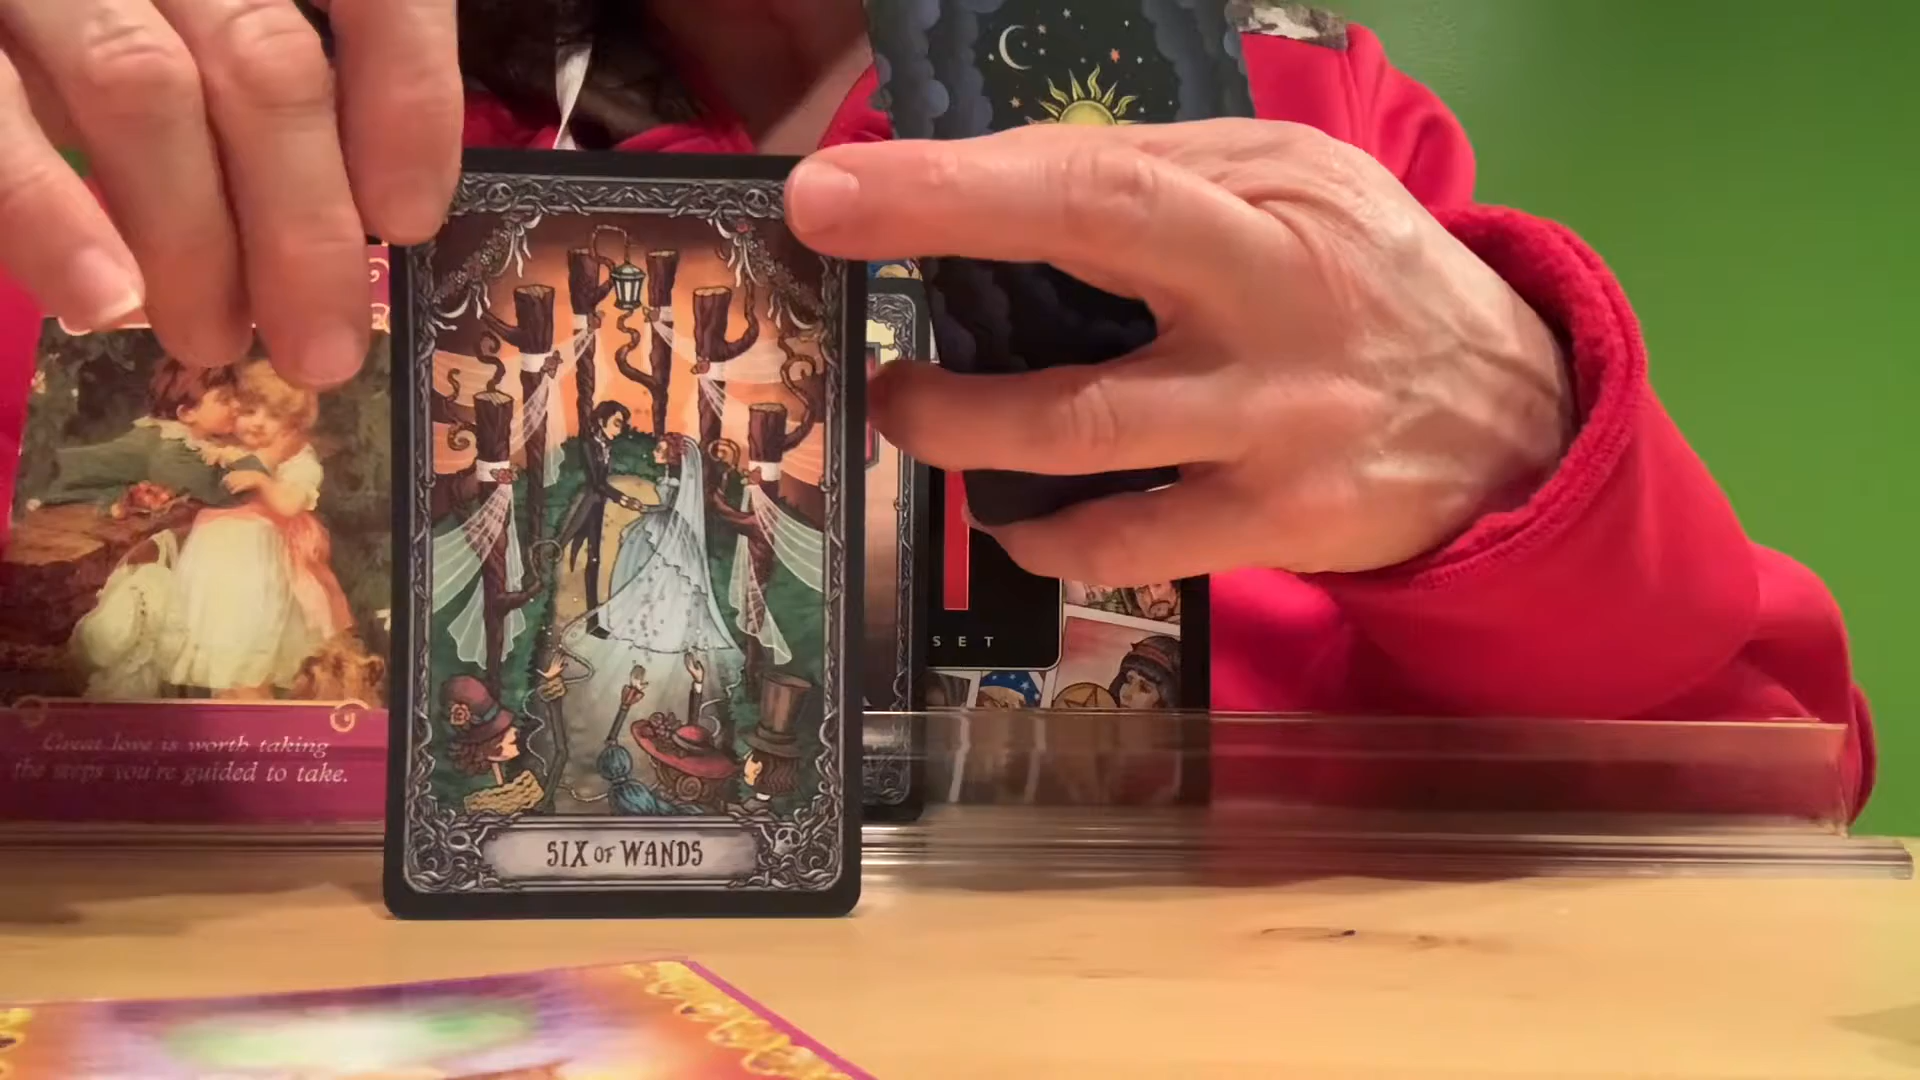 Great love is worth taking
the steps you're guided to take.
SIX OF WANDS
SET